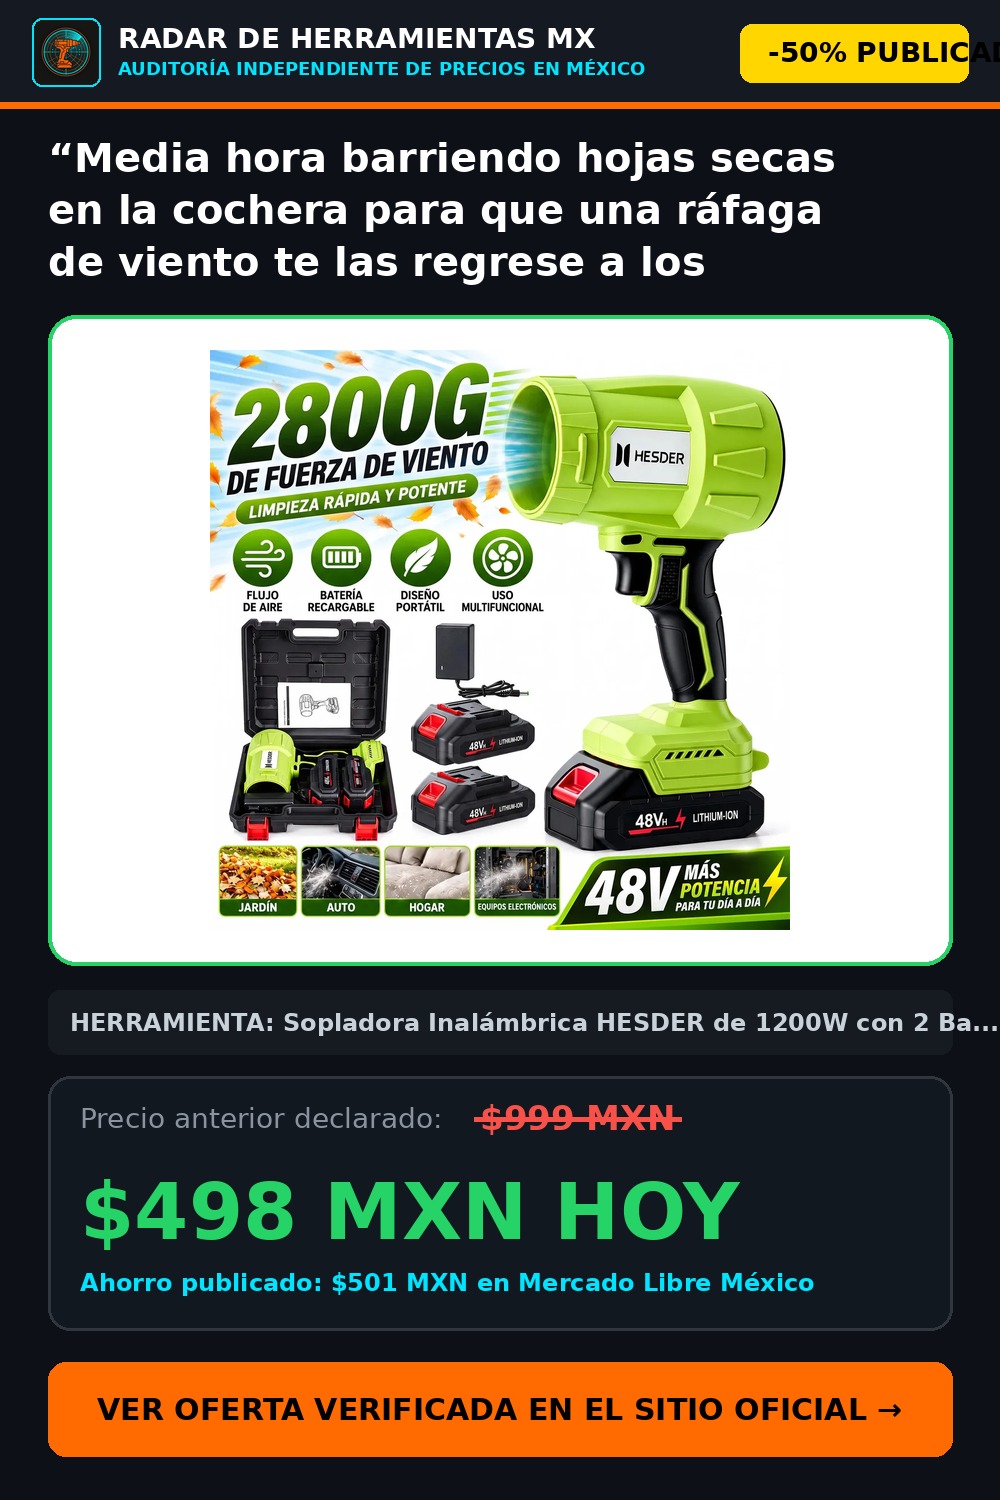 RADAR DE HERRAMIENTAS MX
AUDITORÍA INDEPENDIENTE DE PRECIOS EN MÉXICO
-50% PUBLICAD
“Media hora barriendo hojas secas
en la cochera para que una ráfaga
de viento te las regrese a los
2800G
DE FUERZA DE VIENTO
LIMPIEZA RÁPIDA Y POTENTE
HESDER
FLUJO
DE AIRE
BATERÍA
RECARGABLE
DISEÑO
PORTÁTIL
USO
MULTIFUNCIONAL
48VH LITHIUM-ION
48VH LITHIUM-ION
48VH LITHIUM-ION
JARDÍN
AUTO
HOGAR
EQUIPOS ELECTRÓNICOS
48V MÁS
POTENCIA
PARA TU DÍA A DÍA
HERRAMIENTA: Sopladora Inalámbrica HESDER de 1200W con 2 Ba...
Precio anterior declarado: $999 MXN
$498 MXN HOY
Ahorro publicado: $501 MXN en Mercado Libre México
VER OFERTA VERIFICADA EN EL SITIO OFICIAL →